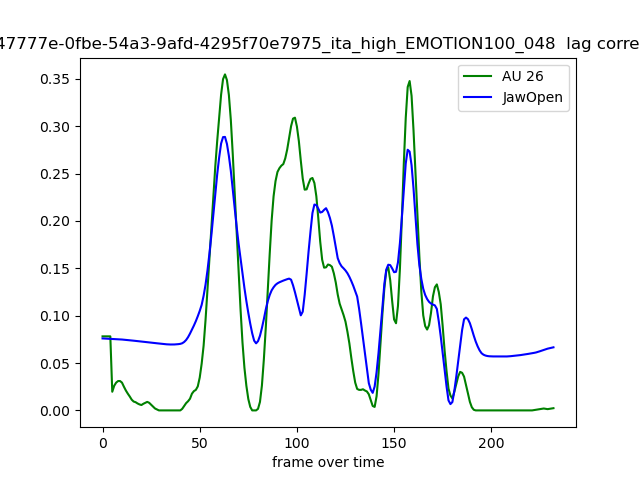 47777e-0fbe-54a3-9afd-4295f70e7975_ita_high_EMOTION100_048 lag corre
AU 26
JawOpen
0.35
0.30
0.25
0.20
0.15
0.10
0.05
0.00
0 50 100 150 200
frame over time